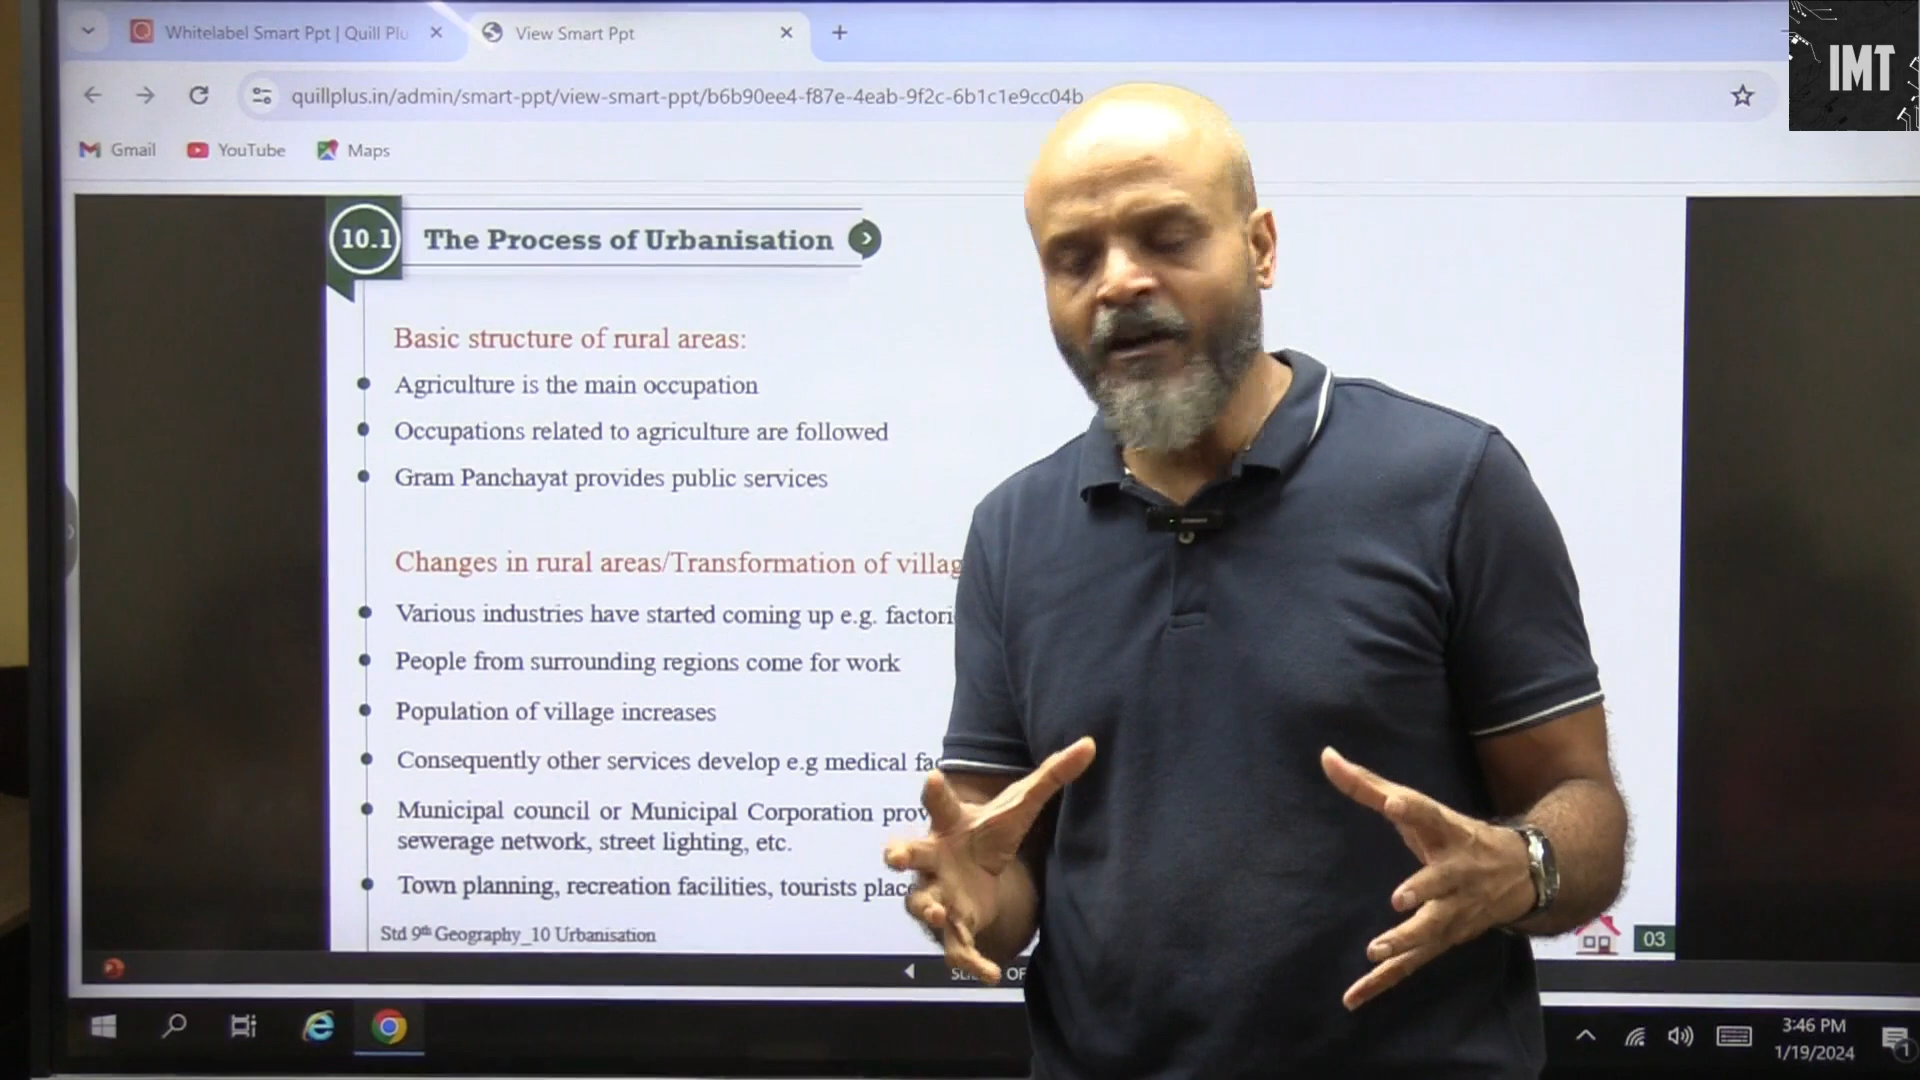 Whitelabel Smart Ppt | Quill Plu
View Smart Ppt
IMT
quillplus.in/admin/smart-ppt/view-smart-ppt/b6b90ee4-f87e-4eab-9f2c-6b1c1e9cc04b
Gmail
YouTube
Maps
10.1
The Process of Urbanisation
Basic structure of rural areas:
Agriculture is the main occupation
Occupations related to agriculture are followed
Gram Panchayat provides public services
Changes in rural areas/Transformation of villag
Various industries have started coming up e.g. factori
People from surrounding regions come for work
Population of village increases
Consequently other services develop e.g medical fac
Municipal council or Municipal Corporation prov
sewerage network, street lighting, etc.
Town planning, recreation facilities, tourists place
Std 9th Geography_10 Urbanisation
03
OF
3:46 PM
1/19/2024
1